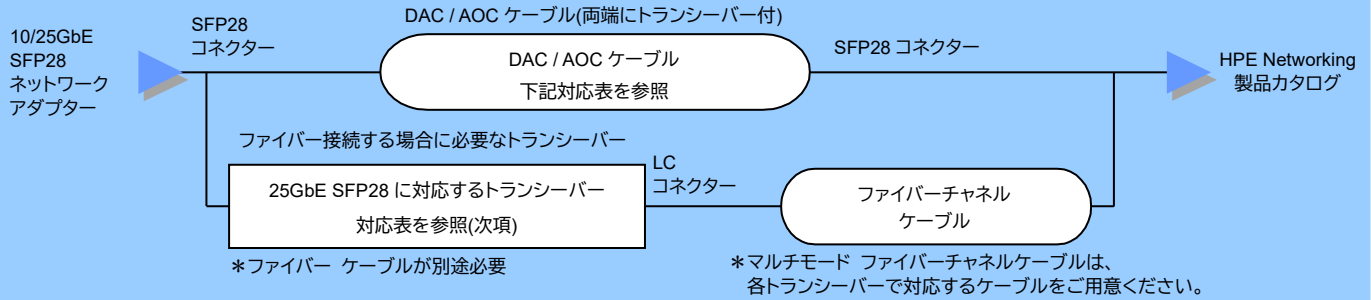 10/25GbE
SFP28
ネットワーク
アダプター
SFP28
コネクター
DAC / AOC ケーブル(両端にトランシーバー付)
DAC / AOC ケーブル
下記対応表を参照
SFP28 コネクター
HPE Networking
製品カタログ
ファイバー接続する場合に必要なトランシーバー
25GbE SFP28 に対応するトランシーバー
対応表を参照(次項)
LC
コネクター
ファイバーチャネル
ケーブル
＊ファイバー ケーブルが別途必要
＊マルチモード ファイバーチャネルケーブルは、
各トランシーバーで対応するケーブルをご用意ください。